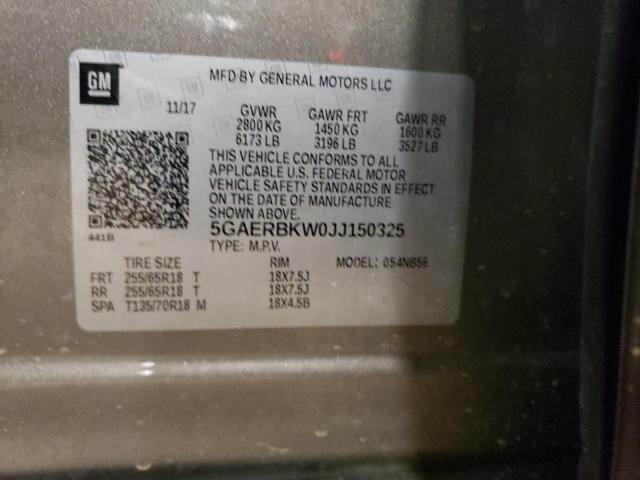 GM
MFD BY GENERAL MOTORS LLC
11/17 GVWR GAWR FRT GAWR RR
2800 KG 1450 KG 1600 KG
6173 LB 3196 LB 3527 LB
THIS VEHICLE CONFORMS TO ALL
APPLICABLE U.S. FEDERAL MOTOR
VEHICLE SAFETY STANDARDS IN EFFECT
ON THE DATE OF MANUFACTURE
SHOWN ABOVE.
441B
5GAERBKW0JJ150325
TYPE: M.P.V.
TIRE SIZE RIM MODEL: 054NB56
FRT 255/65R18 T 18X7.5J
RR 255/65R18 T 18X7.5J
SPA T135/70R18 M 18X4.5B